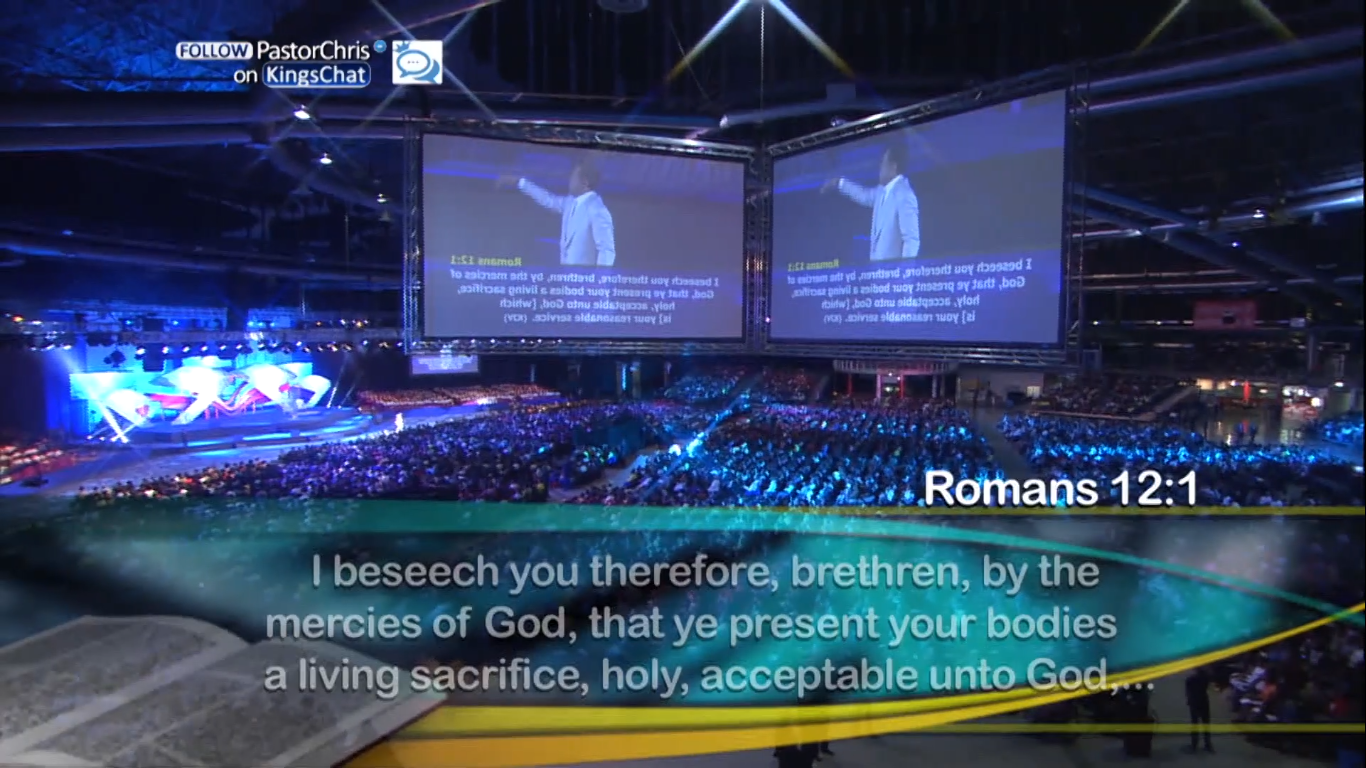 FOLLOW PastorChris
on KingsChat
Romans 12:1
I beseech you therefore, brethren, by the mercies of
God, that ye present your bodies a living sacrifice,
holy, acceptable unto God, [which
is] your reasonable service. (KJV)
Romans 12:1
I beseech you therefore, brethren, by the mercies of
God, that ye present your bodies a living sacrifice,
holy, acceptable unto God, [which
is] your reasonable service. (KJV)
Romans 12:1
I beseech you therefore, brethren, by the
mercies of God, that ye present your bodies
a living sacrifice, holy, acceptable unto God,...